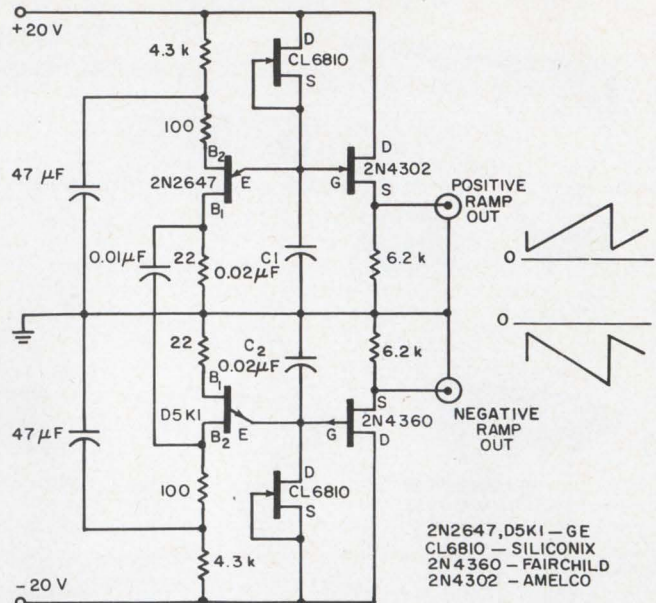 +20 V
4.3 k
D
CL6810
S
100
B2
47 μF
2N2647
E
D
2N4302
G
S
B1
POSITIVE
RAMP
OUT
0.01μF
22
C1
0.02μF
6.2 k
O
22
C2
0.02μF
6.2 k
O
B1
D5K1
B2
E
S
2N4360
G
D
47 μF
NEGATIVE
RAMP
OUT
100
D
CL6810
S
4.3 k
2N2647,D5K1—GE
CL6810 — SILICONIX
2N4360 — FAIRCHILD
2N4302 — AMELCO
−20 V